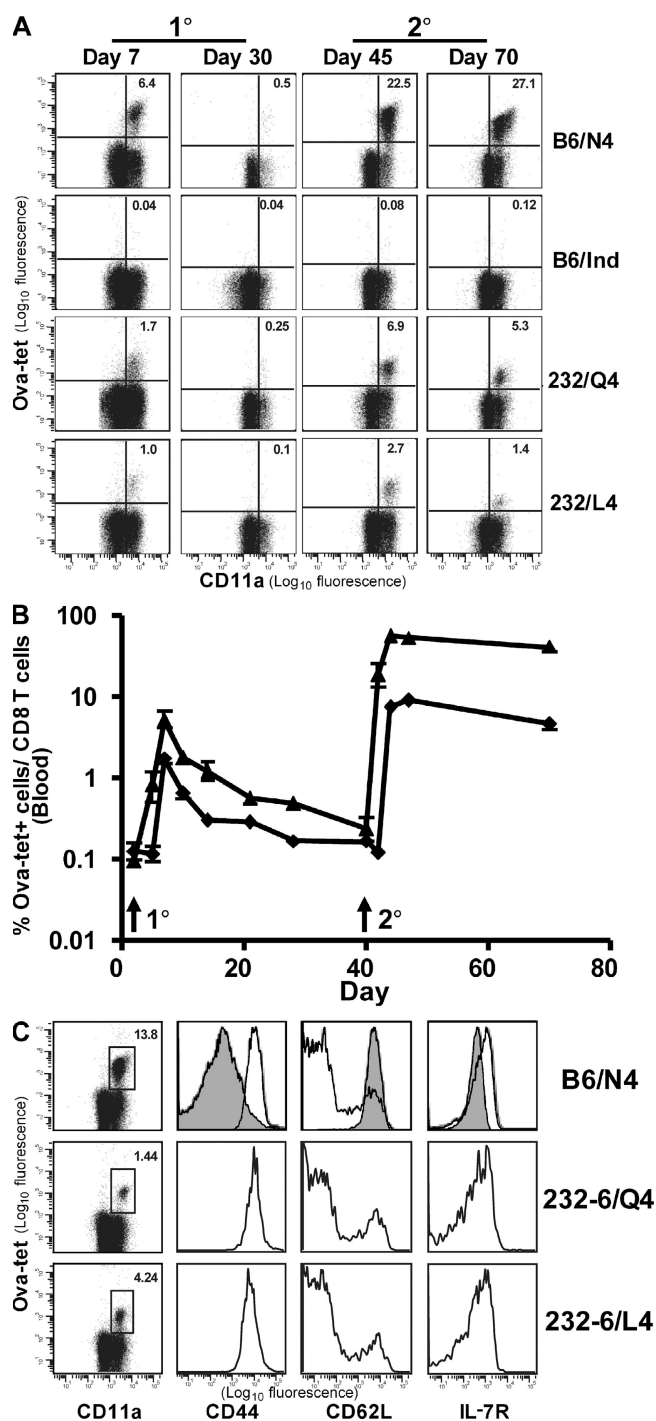 A
1° 2°
Day 7 Day 30 Day 45 Day 70
6.4 0.5 22.5 27.1
B6/N4
0.04 0.04 0.08 0.12
B6/Ind
1.7 0.25 6.9 5.3
232/Q4
1.0 0.1 2.7 1.4
232/L4
Ova-tet (Log10 fluorescence)
CD11a (Log10 fluorescence)
B
% Ova-tet+ cells/ CD8 T cells
(Blood)
100
10
1
0.1
0.01
1° 2°
0 20 40 60 80
Day
C
13.8
B6/N4
1.44
232-6/Q4
4.24
232-6/L4
Ova-tet (Log10 fluorescence)
(Log10 fluorescence)
CD11a CD44 CD62L IL-7R